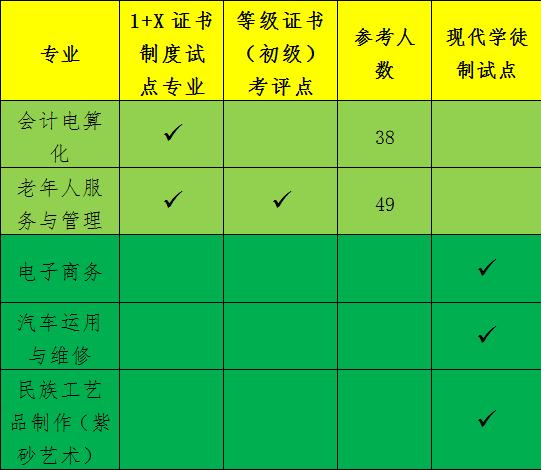 专业
1+X 证书
制度试
点专业
等级证书
（初级）
考评点
参考人
数
现代学徒
制试点
会计电算
化
✓
38
老年人服
务与管理
✓
✓
49
电子商务
✓
汽车运用
与维修
✓
民族工艺
品制作（紫
砂艺术）
✓